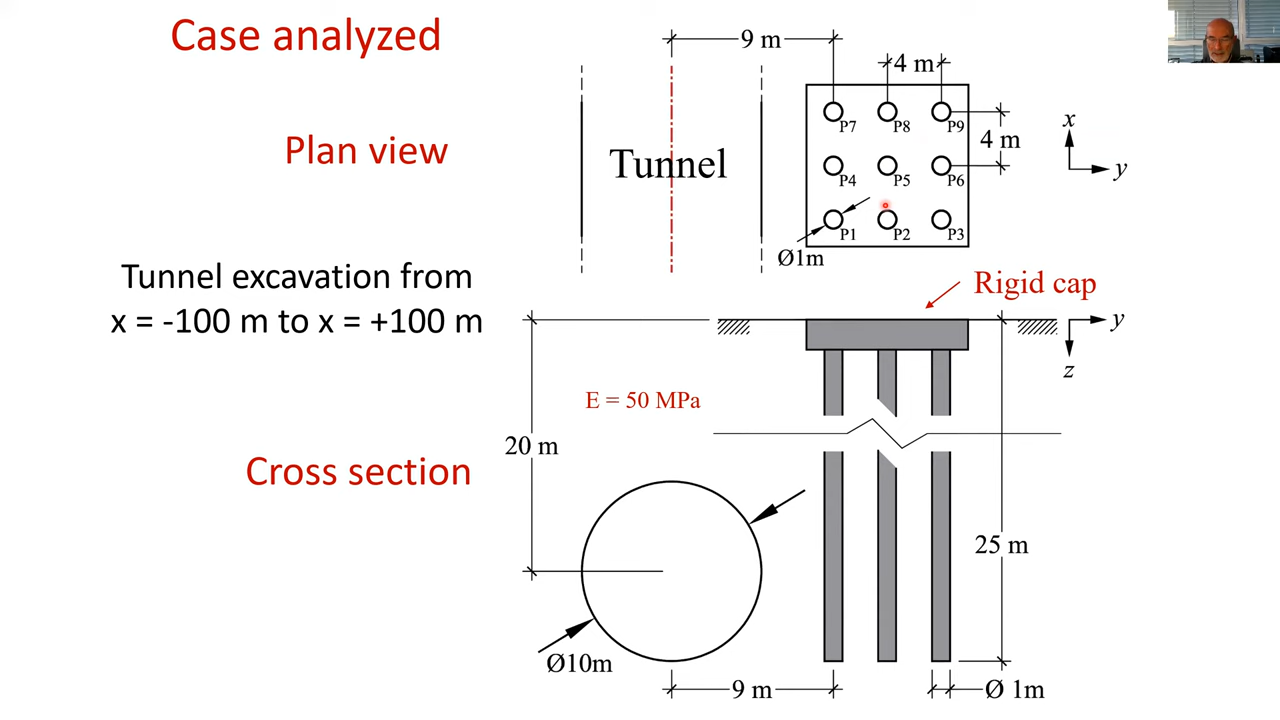 Case analyzed
9 m
4 m
Plan view
Tunnel
P7 P8 P9
4 m
P4 P5 P6
P1 P2 P3
Ø1m
x
y
Tunnel excavation from
x = -100 m to x = +100 m
Rigid cap
y
z
E = 50 MPa
20 m
Cross section
25 m
Ø10m
9 m
Ø 1m